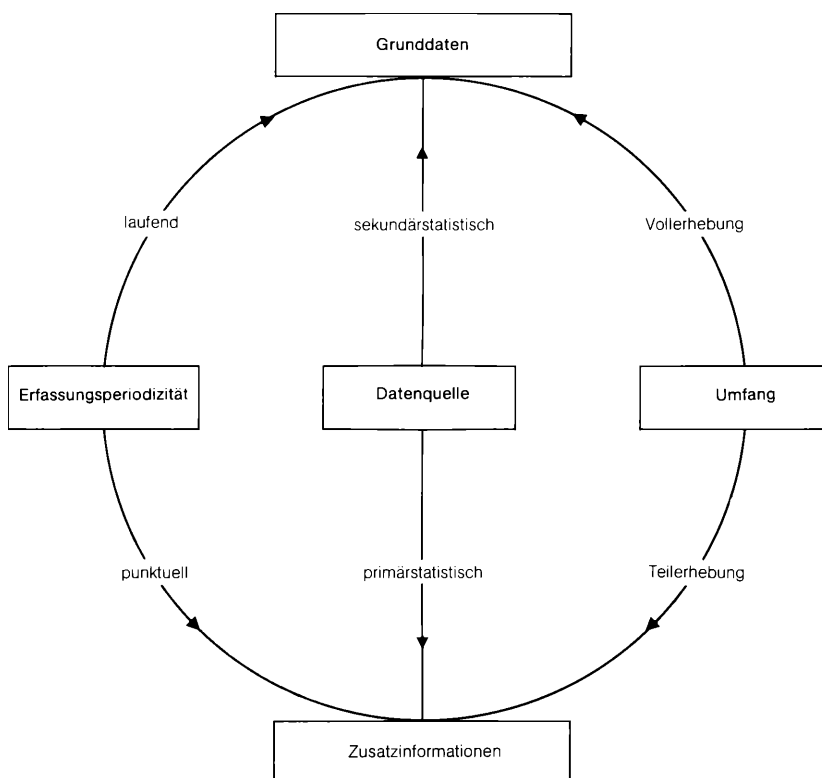 Grunddaten
laufend
sekundärstatistisch
Vollerhebung
Erfassungsperiodizität
Datenquelle
Umfang
punktuell
primärstatistisch
Teilerhebung
Zusatzinformationen